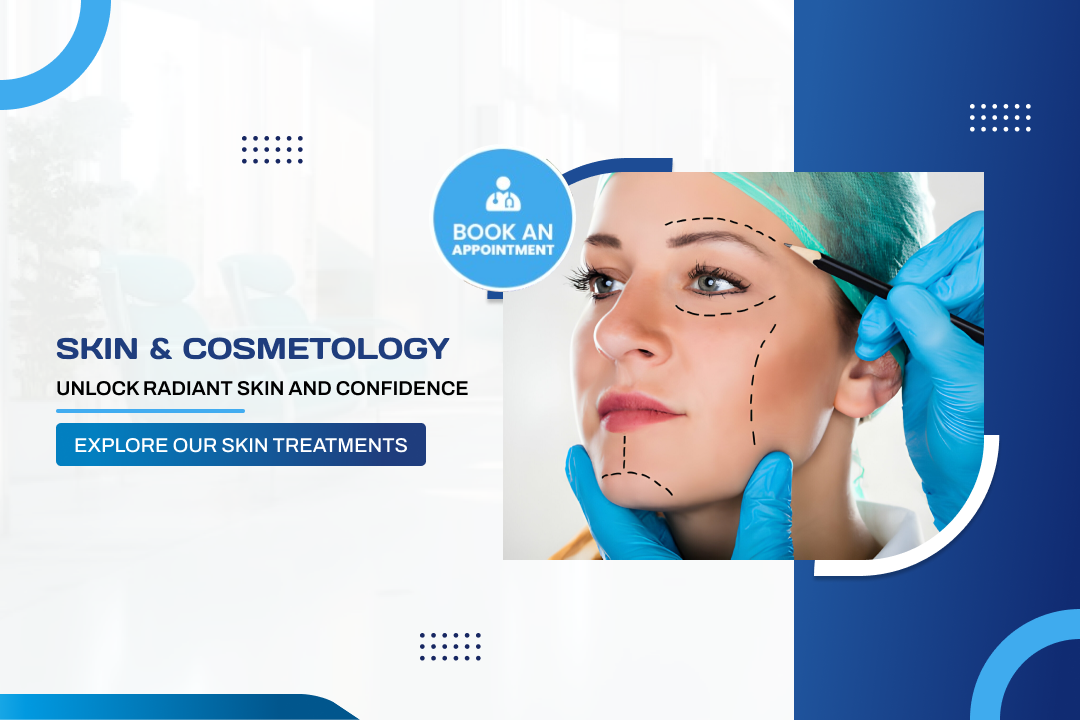 BOOK AN
APPOINTMENT
SKIN & COSMETOLOGY
UNLOCK RADIANT SKIN AND CONFIDENCE
EXPLORE OUR SKIN TREATMENTS